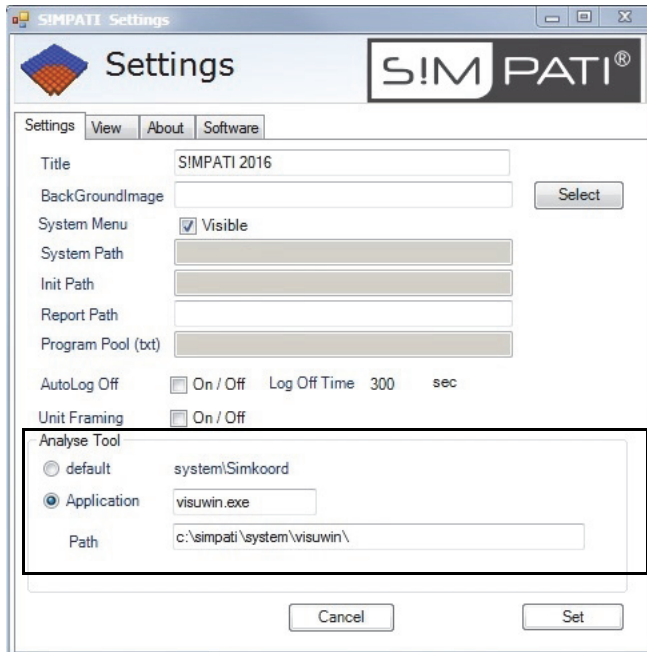 S!MPATI Settings
Settings
S!M PATI®
Settings View About Software
Title S!MPATI 2016
BackGroundImage Select
System Menu Visible
System Path
Init Path
Report Path
Program Pool (txt)
AutoLog Off On / Off Log Off Time 300 sec
Unit Framing On / Off
Analyse Tool
default system\Simkoord
Application visuwin.exe
Path c:\simpati\system\visuwin\
Cancel Set